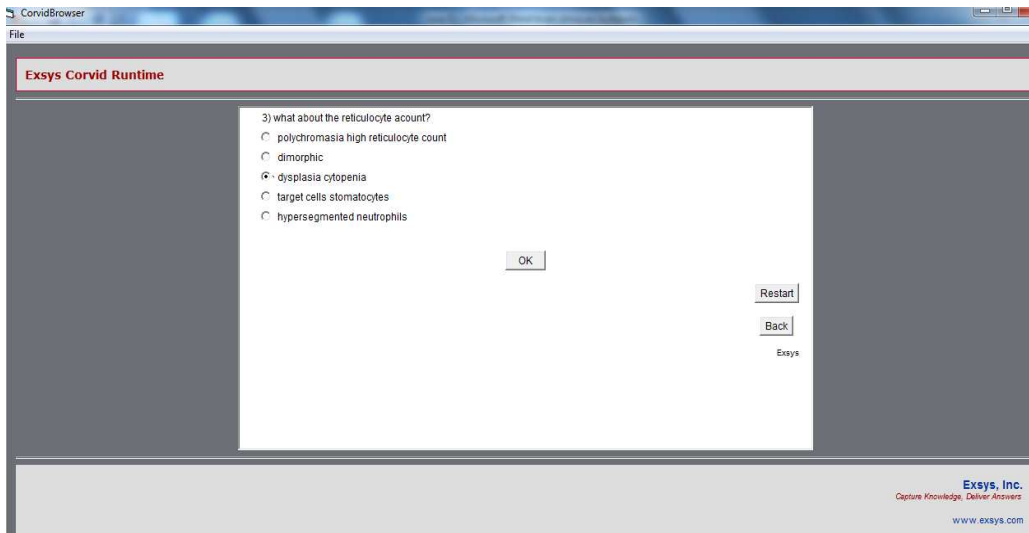 CorvidBrowser
File
Exsys Corvid Runtime
3) what about the reticulocyte acount?
polychromasia high reticulocyte count
dimorphic
dysplasia cytopenia
target cells stomatocytes
hypersegmented neutrophils
OK
Restart
Back
Exsys
Exsys, Inc.
Capture Knowledge, Deliver Answers
www.exsys.com